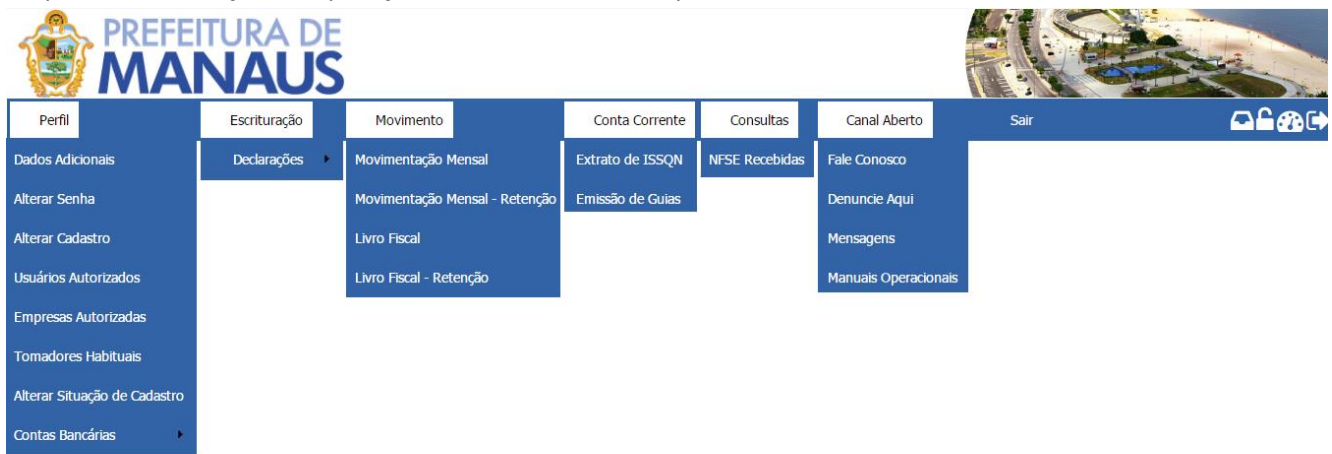 PREFEITURA DE
MANAUS
Perfil
Escrituração
Movimento
Conta Corrente
Consultas
Canal Aberto
Sair
Dados Adicionais
Alterar Senha
Alterar Cadastro
Usuários Autorizados
Empresas Autorizadas
Tomadores Habituais
Alterar Situação de Cadastro
Contas Bancárias
Declarações
Movimentação Mensal
Movimentação Mensal - Retenção
Livro Fiscal
Livro Fiscal - Retenção
Extrato de ISSQN
Emissão de Guias
NFSE Recebidas
Fale Conosco
Denuncie Aqui
Mensagens
Manuais Operacionais